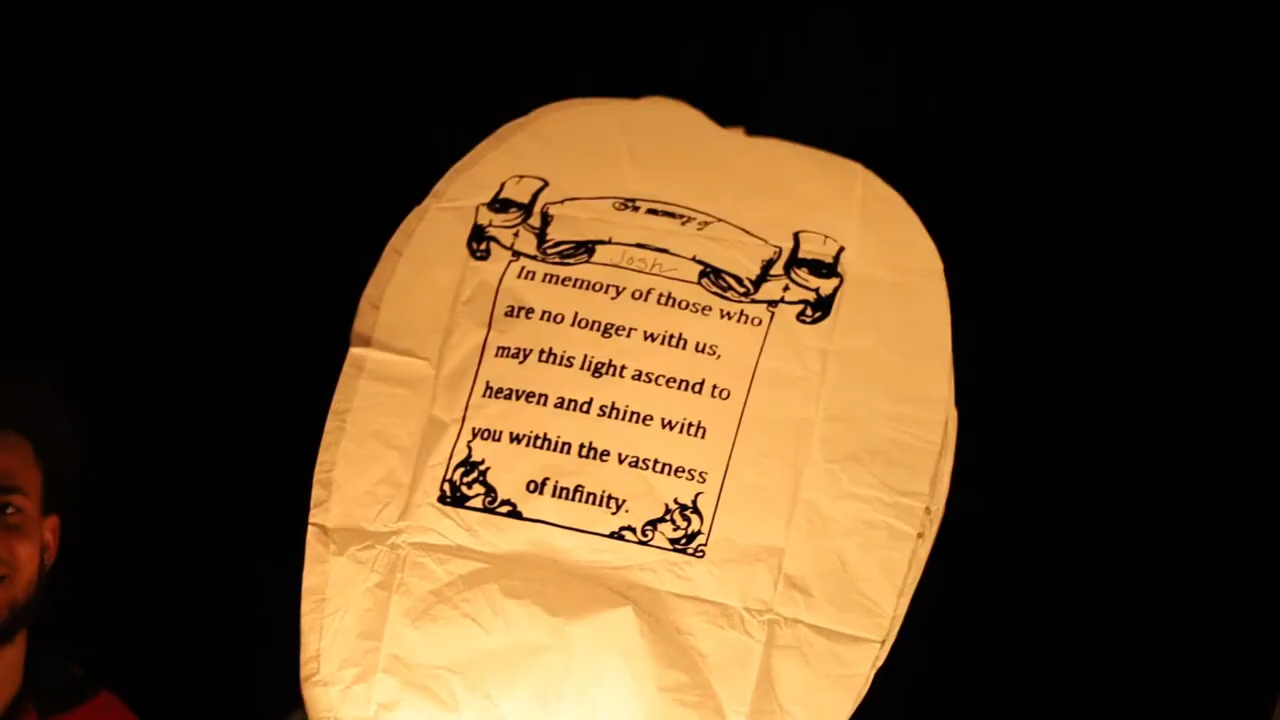 In memory of
Josh
In memory of those who
are no longer with us,
may this light ascend to
heaven and shine with
you within the vastness
of infinity.